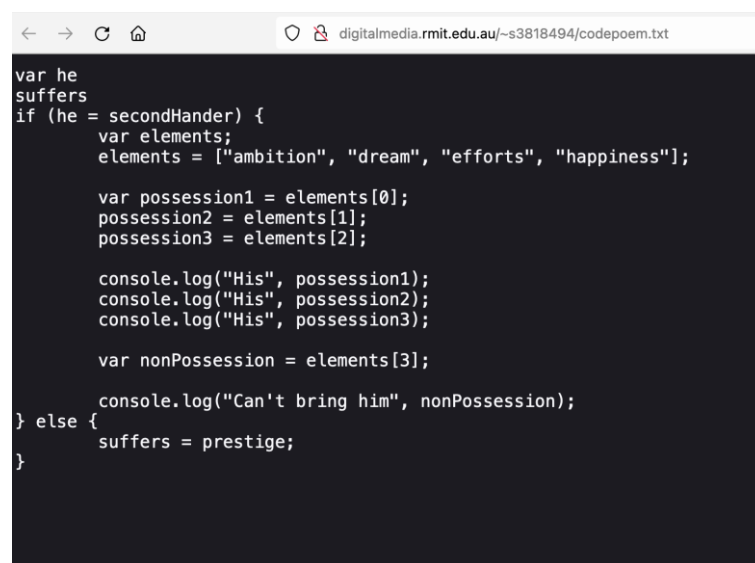 digitalmedia.rmit.edu.au/~s3818494/codepoem.txt
var he
suffers
if (he = secondHander) {
        var elements;
        elements = ["ambition", "dream", "efforts", "happiness"];

        var possession1 = elements[0];
        possession2 = elements[1];
        possession3 = elements[2];

        console.log("His", possession1);
        console.log("His", possession2);
        console.log("His", possession3);

        var nonPossession = elements[3];

        console.log("Can't bring him", nonPossession);
} else {
        suffers = prestige;
}